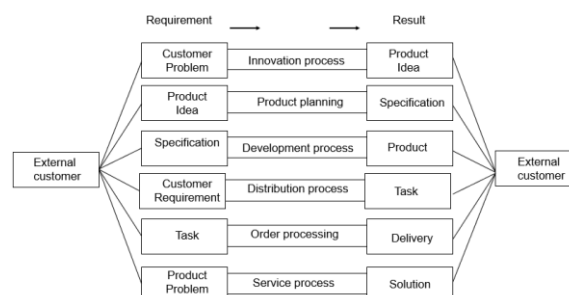 Requirement
Result
Customer
Problem
Innovation process
Product
Idea
Product
Idea
Product planning
Specification
Specification
Development process
Product
External
customer
External
customer
Customer
Requirement
Distribution process
Task
Task
Order processing
Delivery
Product
Problem
Service process
Solution